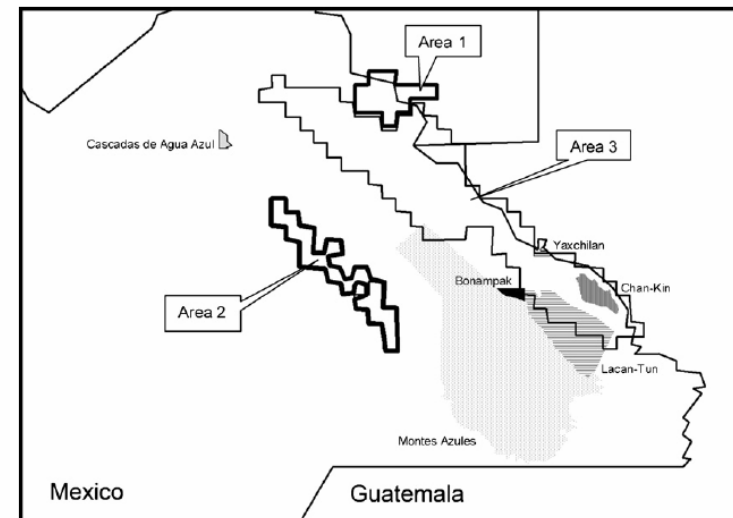 Area 1
Cascadas de Agua Azul
Area 3
Yaxchilan
Bonampak
Chan-Kin
Area 2
Lacan-Tun
Montes Azules
Mexico
Guatemala